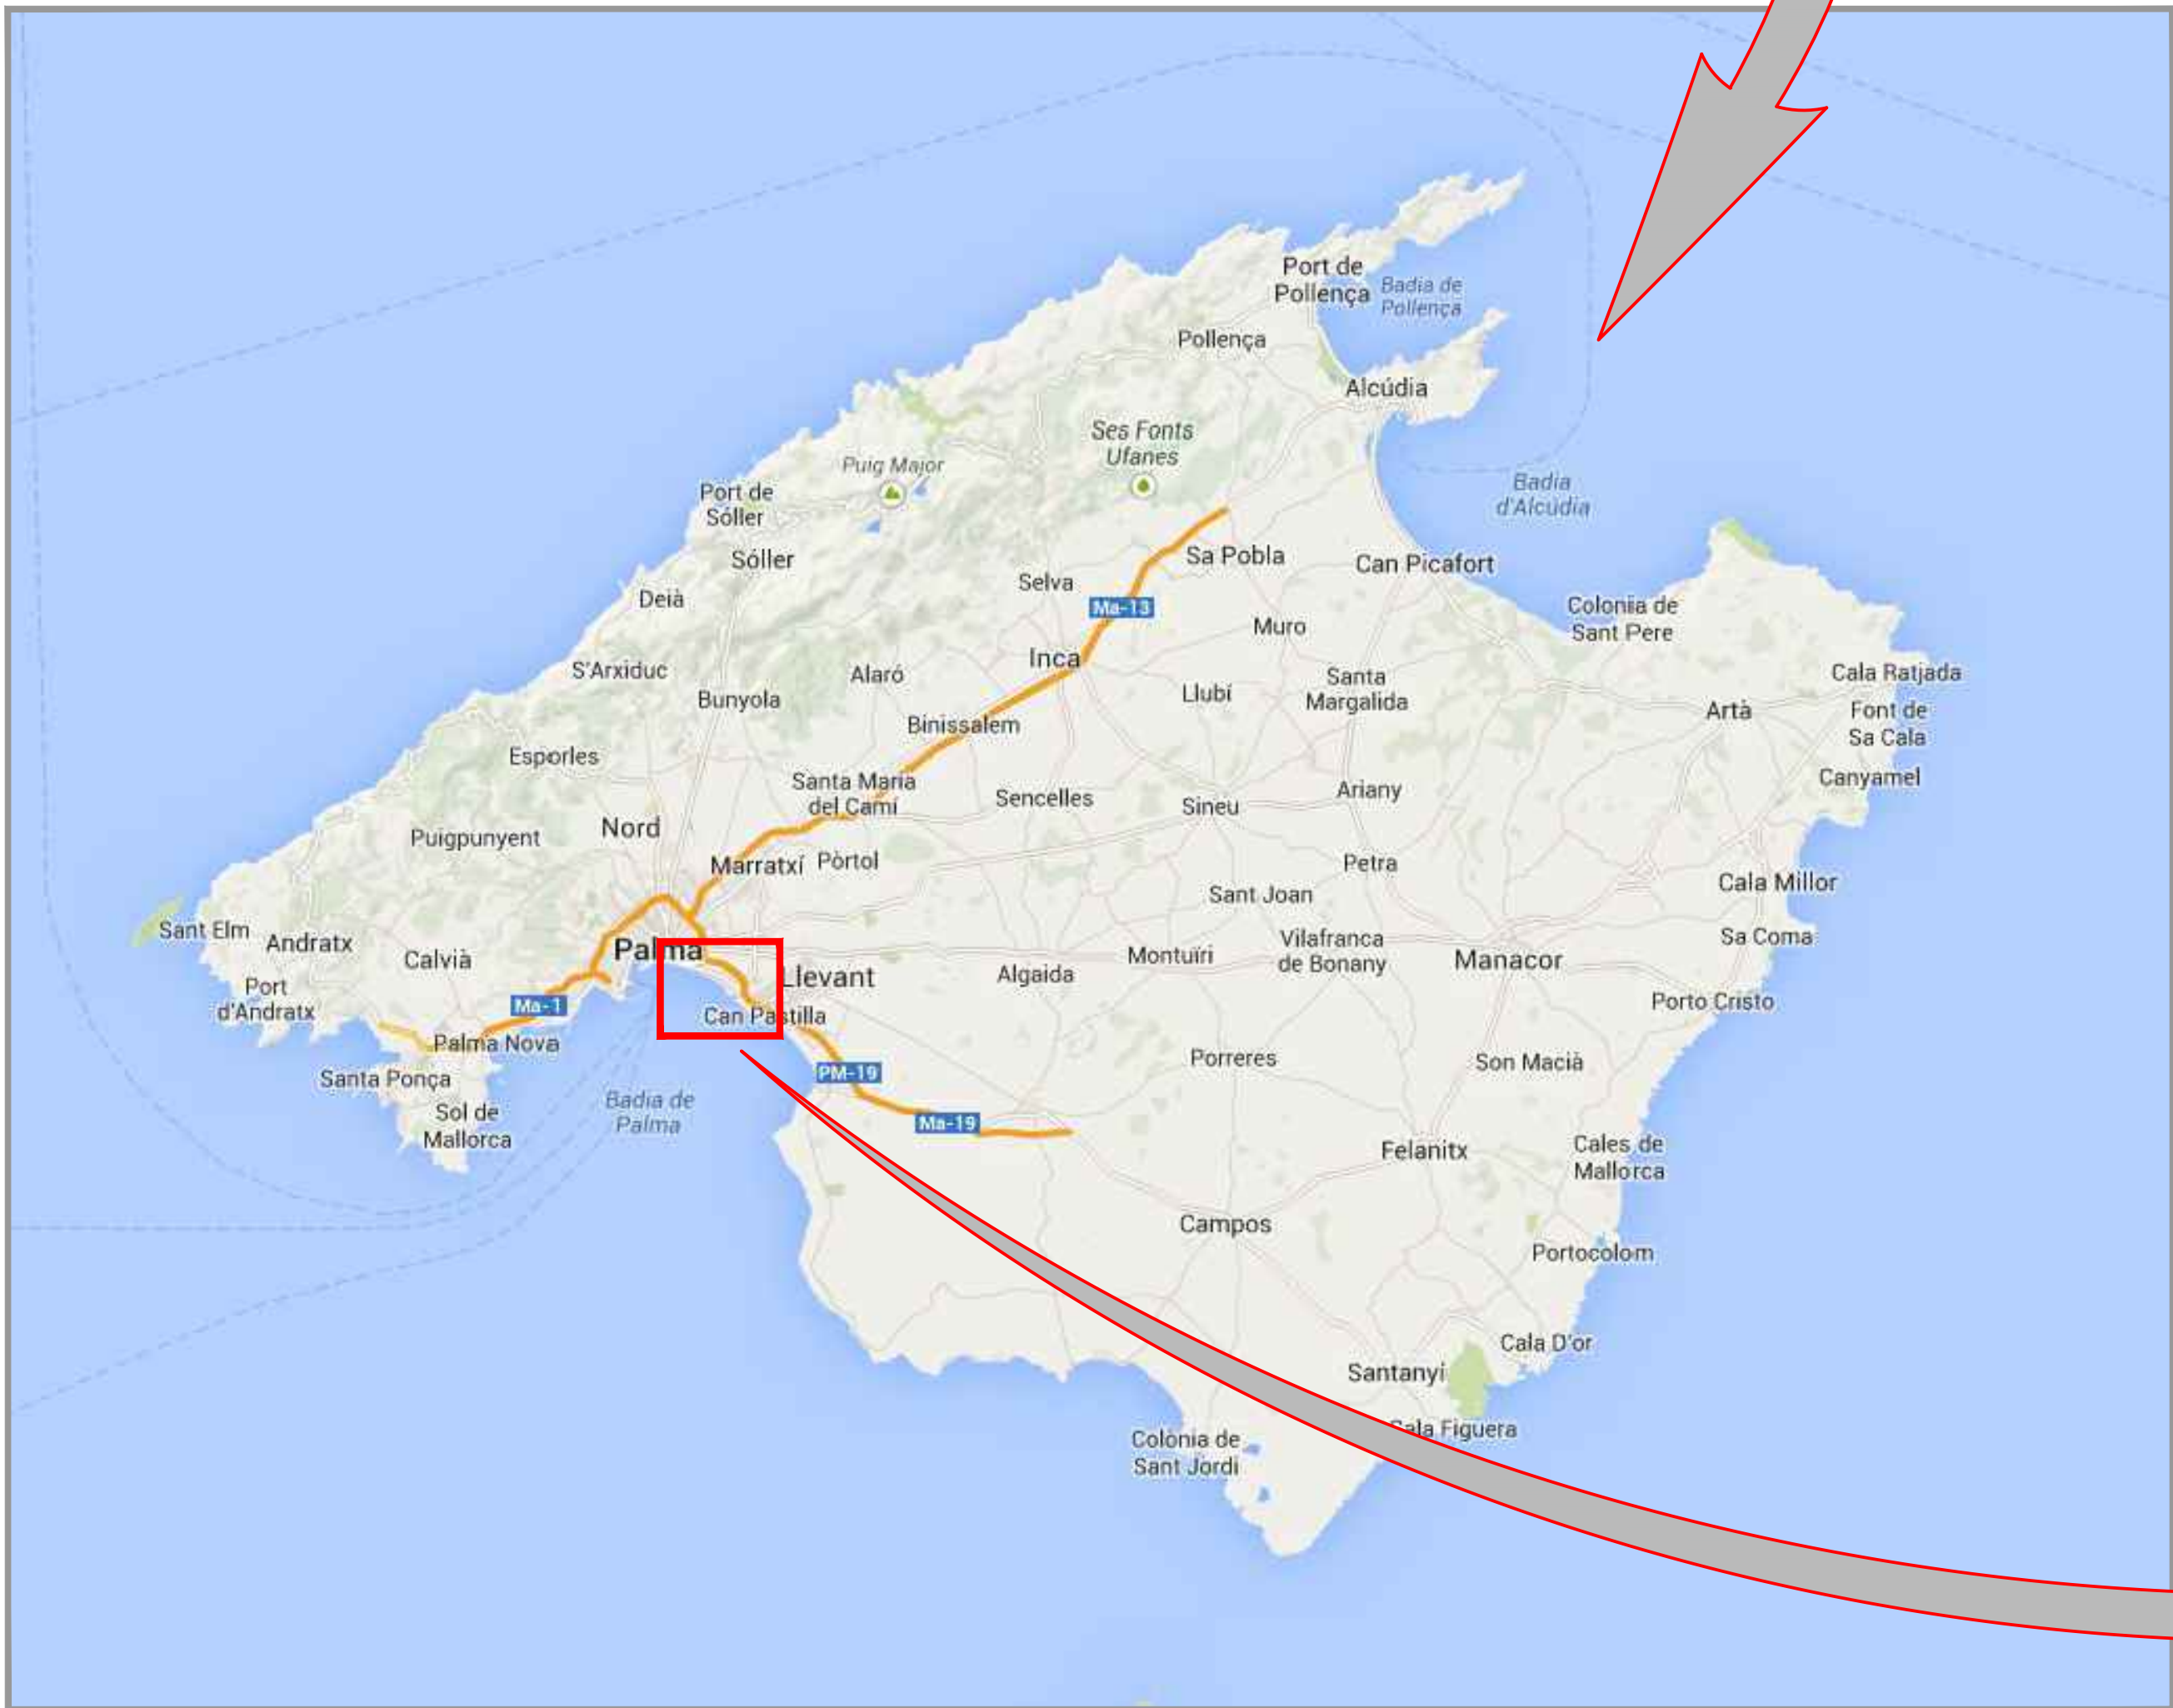 Port de
Pollença
Badia de
Pollença
Pollença
Alcúdia
Ses Fonts
Ufanes
Puig Major
Port de
Sóller
Badia
d'Alcúdia
Sóller
Sa Pobla
Can Picafort
Selva
Deià
Ma-13
Colonia de
Sant Pere
Muro
Inca
S'Arxiduc
Alaró
Cala Ratjada
Santa
Margalida
Llubí
Bunyola
Artà
Font de
Sa Cala
Binissalem
Esporles
Canyamel
Santa Maria
del Camí
Sencelles
Ariany
Sineu
Nord
Puigpunyent
Marratxí
Pòrtol
Petra
Cala Millor
Sant Joan
Sant Elm
Andratx
Palma
Calvià
Vilafranca
de Bonany
Montuïri
Manacor
Sa Coma
Llevant
Algaida
Port
d'Andratx
Ma-1
Can Pastilla
Porto Cristo
Palma Nova
Porreres
Son Macià
Santa Ponça
PM-19
Badia de
Palma
Sol de
Mallorca
Ma-19
Felanitx
Cales de
Mallorca
Campos
Portocolom
Cala D'or
Santanyí
Cala Figuera
Colònia de
Sant Jordi